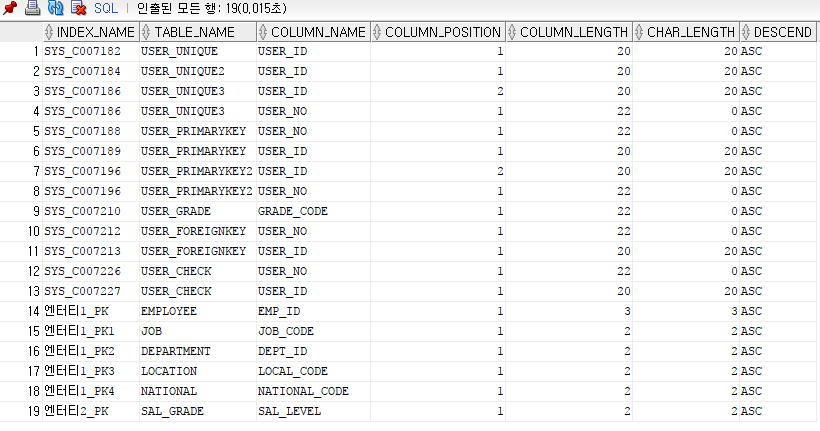 SQL | 인출된 모든 행: 19(0,015초)
INDEX_NAME TABLE_NAME COLUMN_NAME COLUMN_POSITION COLUMN_LENGTH CHAR_LENGTH DESCEND
1 SYS_C007182 USER_UNIQUE USER_ID 1 20 20 ASC
2 SYS_C007184 USER_UNIQUE2 USER_ID 1 20 20 ASC
3 SYS_C007186 USER_UNIQUE3 USER_ID 2 20 20 ASC
4 SYS_C007186 USER_UNIQUE3 USER_NO 1 22 0 ASC
5 SYS_C007188 USER_PRIMARYKEY USER_NO 1 22 0 ASC
6 SYS_C007189 USER_PRIMARYKEY USER_ID 1 20 20 ASC
7 SYS_C007196 USER_PRIMARYKEY2 USER_ID 2 20 20 ASC
8 SYS_C007196 USER_PRIMARYKEY2 USER_NO 1 22 0 ASC
9 SYS_C007210 USER_GRADE GRADE_CODE 1 22 0 ASC
10 SYS_C007212 USER_FOREIGNKEY USER_NO 1 22 0 ASC
11 SYS_C007213 USER_FOREIGNKEY USER_ID 1 20 20 ASC
12 SYS_C007226 USER_CHECK USER_NO 1 22 0 ASC
13 SYS_C007227 USER_CHECK USER_ID 1 20 20 ASC
14 엔터티1_PK EMPLOYEE EMP_ID 1 3 3 ASC
15 엔터티1_PK1 JOB JOB_CODE 1 2 2 ASC
16 엔터티1_PK2 DEPARTMENT DEPT_ID 1 2 2 ASC
17 엔터티1_PK3 LOCATION LOCAL_CODE 1 2 2 ASC
18 엔터티1_PK4 NATIONAL NATIONAL_CODE 1 2 2 ASC
19 엔터티2_PK SAL_GRADE SAL_LEVEL 1 2 2 ASC